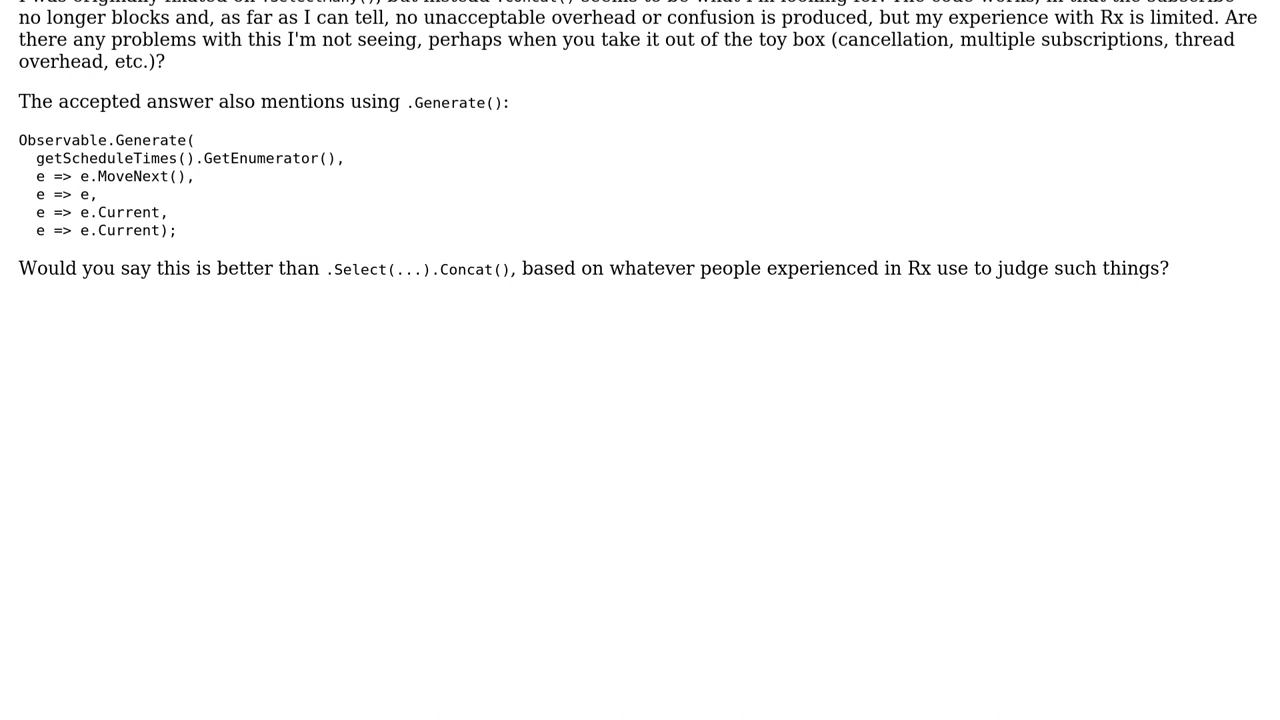 no longer blocks and, as far as I can tell, no unacceptable overhead or confusion is produced, but my experience with Rx is limited. Are
there any problems with this I'm not seeing, perhaps when you take it out of the toy box (cancellation, multiple subscriptions, thread
overhead, etc.)?
The accepted answer also mentions using .Generate():
Observable.Generate(
  getScheduleTimes().GetEnumerator(),
  e => e.MoveNext(),
  e => e,
  e => e.Current,
  e => e.Current);
Would you say this is better than .Select(...).Concat(), based on whatever people experienced in Rx use to judge such things?